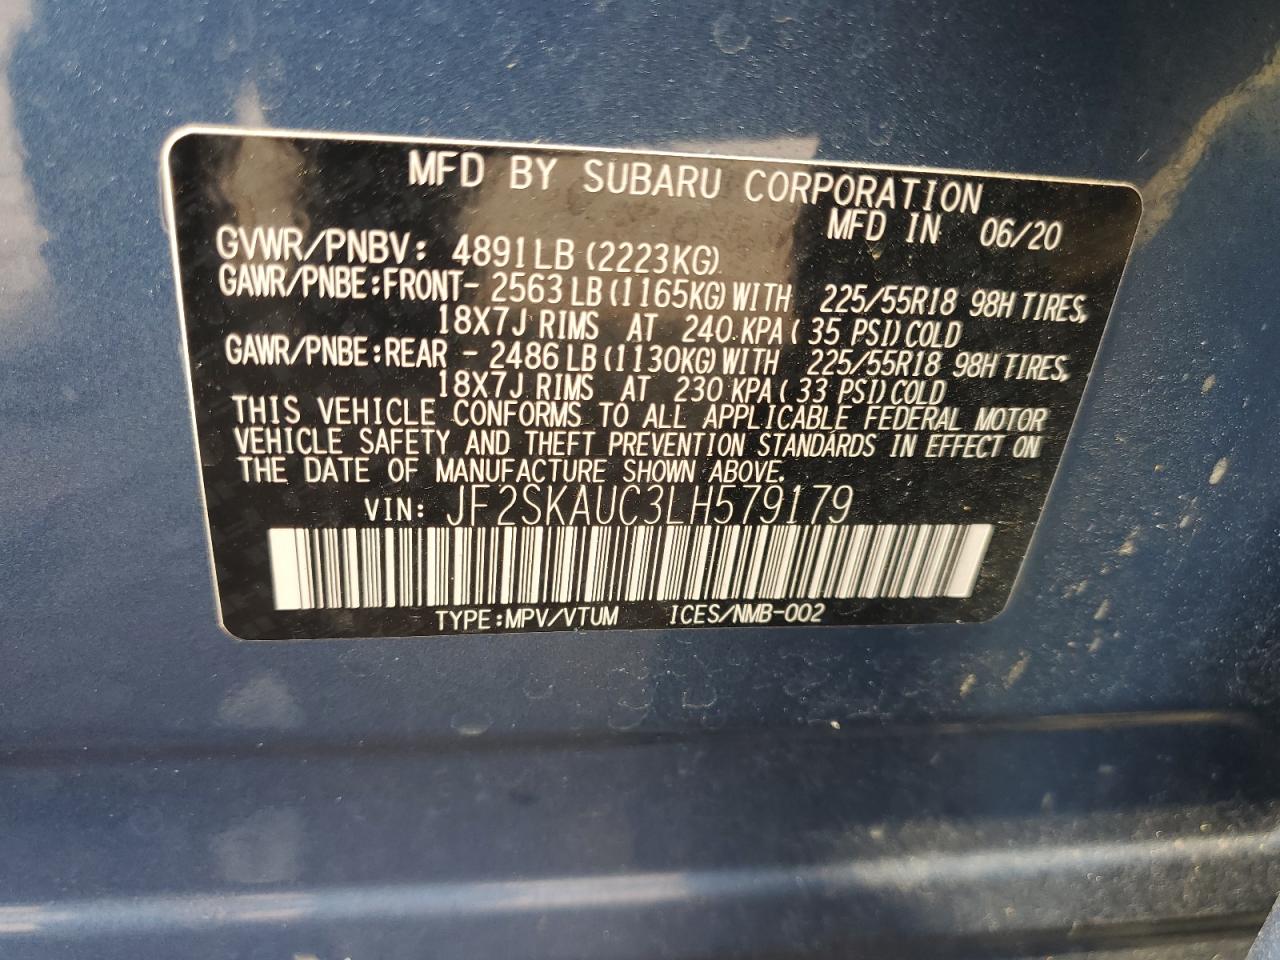 MFD BY SUBARU CORPORATION
MFD IN 06/20
GVWR/PNBV: 4891LB (2223KG)
GAWR/PNBE:FRONT- 2563 LB (1165KG) WITH 225/55R18 98H TIRES,
18X7J RIMS AT 240 KPA ( 35 PSI) COLD
GAWR/PNBE:REAR - 2486 LB (1130KG) WITH 225/55R18 98H TIRES,
18X7J RIMS AT 230 KPA ( 33 PSI) COLD
THIS VEHICLE CONFORMS TO ALL APPLICABLE FEDERAL MOTOR
VEHICLE SAFETY AND THEFT PREVENTION STANDARDS IN EFFECT ON
THE DATE OF MANUFACTURE SHOWN ABOVE.
VIN: JF2SKAUC3LH579179
TYPE:MPV/VTUM ICES/NMB-002